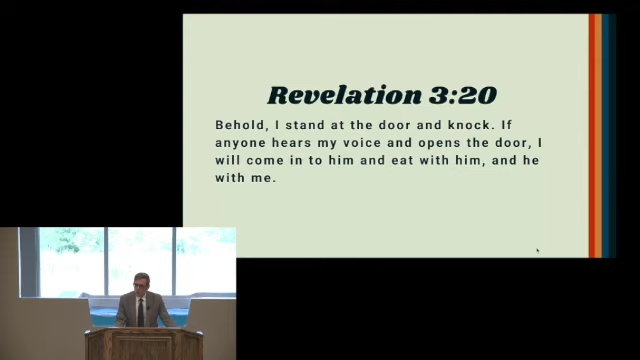 Revelation 3:20
Behold, I stand at the door and knock. If
anyone hears my voice and opens the door, I
will come in to him and eat with him, and he
with me.